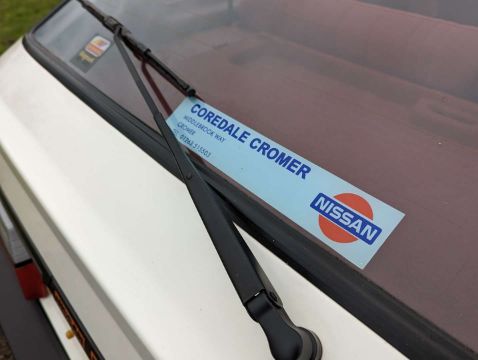 COREDALE CROMER
MIDDLEBROOK WAY
CROMER
NISSAN